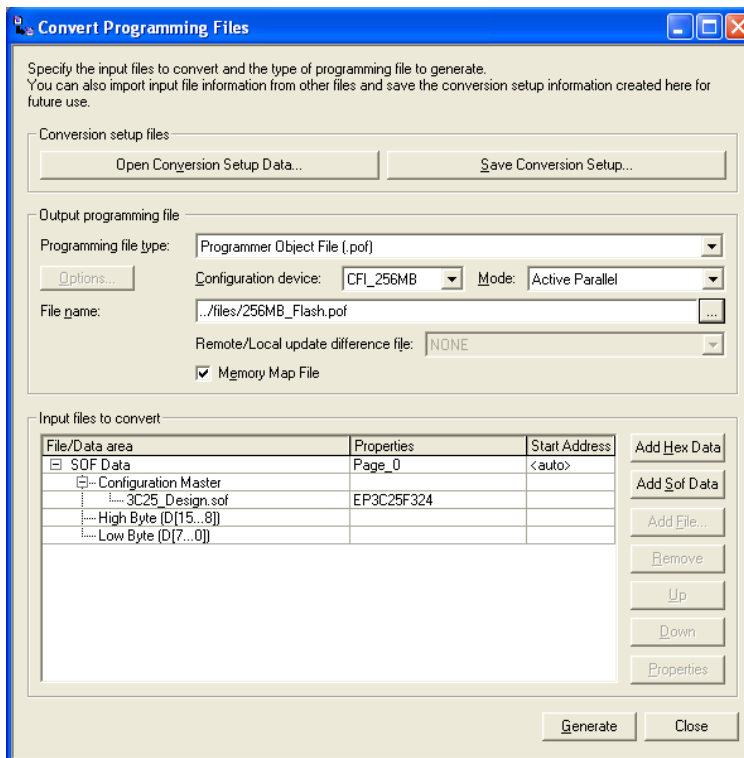 Convert Programming Files
Specify the input files to convert and the type of programming file to generate.
You can also import input file information from other files and save the conversion setup information created here for
future use.
Conversion setup files
Open Conversion Setup Data...
Save Conversion Setup...
Output programming file
Programming file type: Programmer Object File (.pof)
Options... Configuration device: CFI_256MB Mode: Active Parallel
File name: ../files/256MB_Flash.pof ...
Remote/Local update difference file: NONE
Memory Map File
Input files to convert
File/Data area Properties Start Address
SOF Data Page_0 <auto>
Configuration Master
3C25_Design.sof EP3C25F324
High Byte (D[15...8])
Low Byte (D[7...0])
Add Hex Data
Add Sof Data
Add File...
Remove
Up
Down
Properties
Generate Close